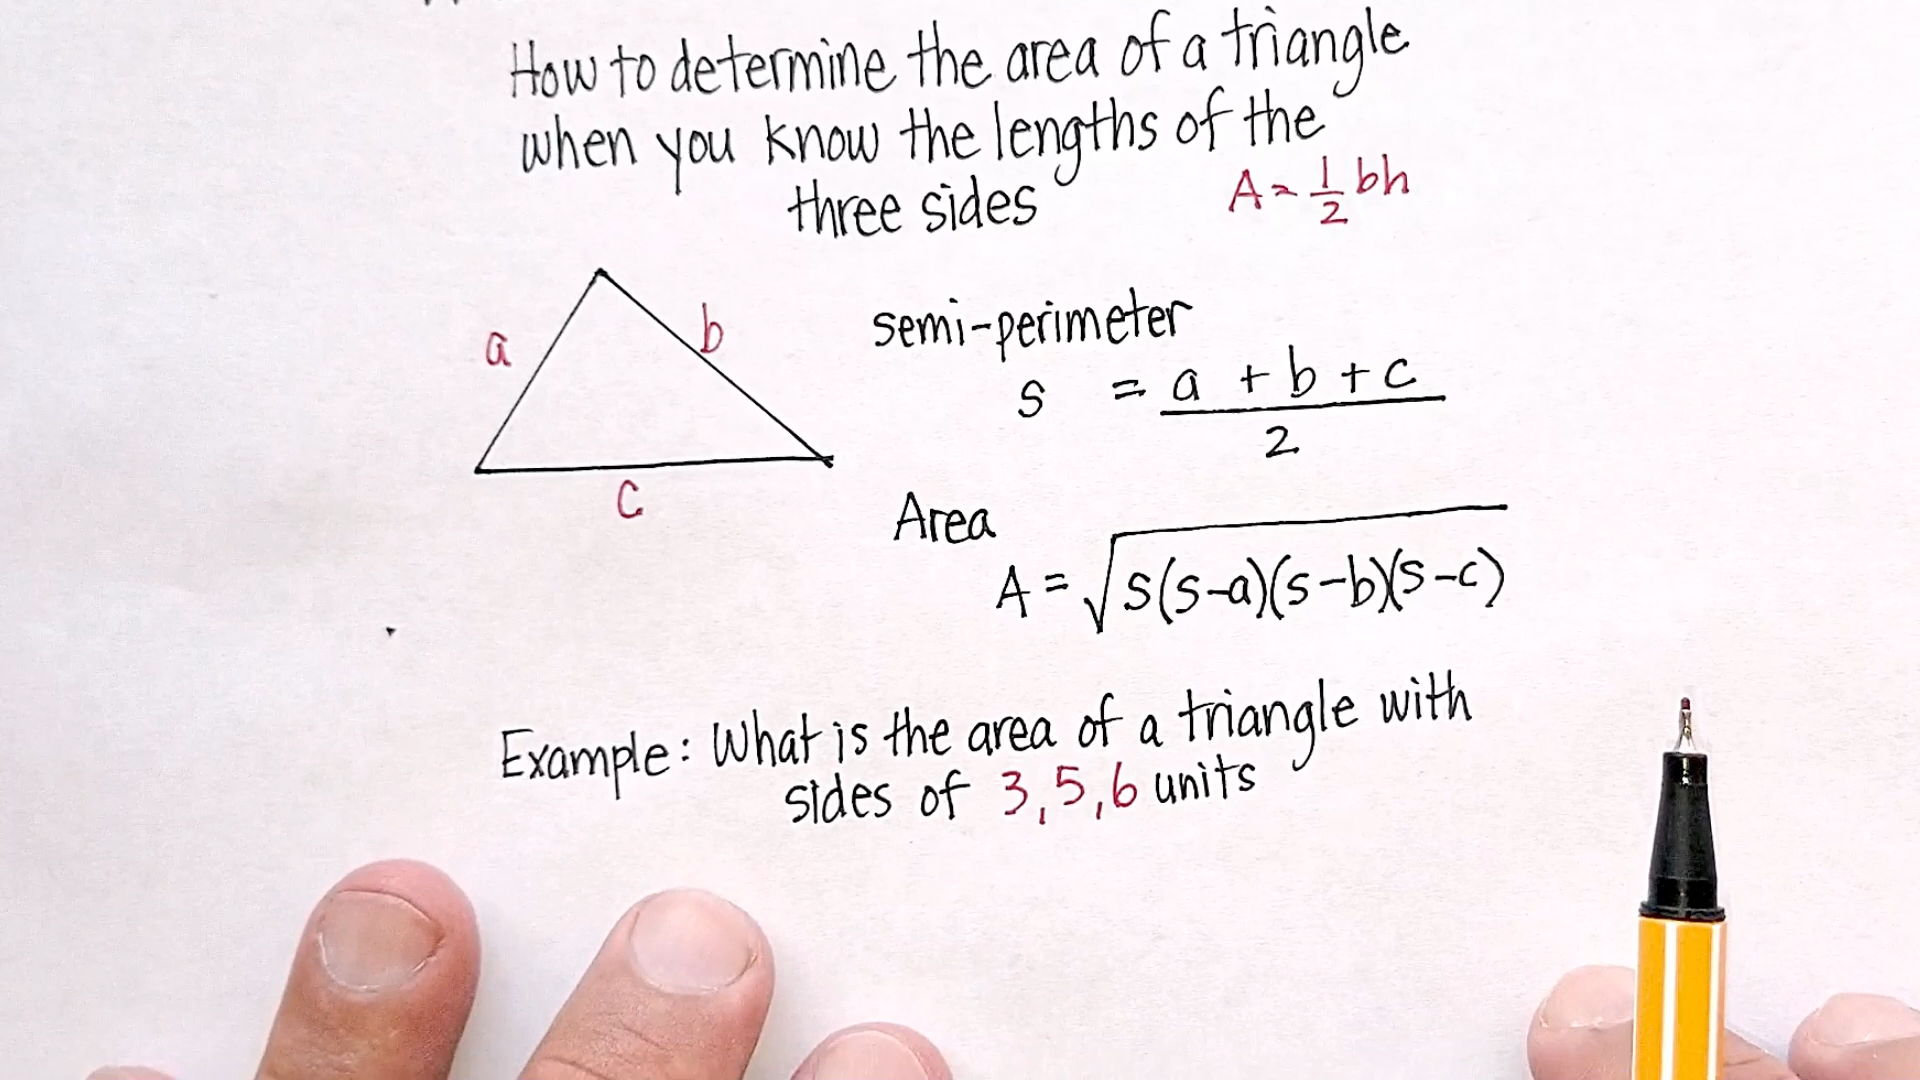 How to determine the area of a triangle
when you know the lengths of the
three sides
A = 1/2 bh
a
b
c
semi-perimeter
s = a + b + c / 2
Area
A = √s(s-a)(s-b)(s-c)
Example: What is the area of a triangle with
sides of 3, 5, 6 units